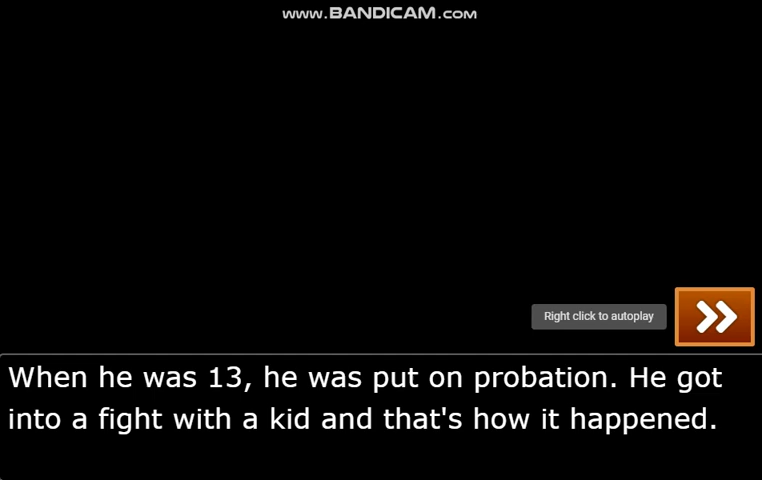 www.BANDICAM.com
Right click to autoplay
When he was 13, he was put on probation. He got
into a fight with a kid and that's how it happened.